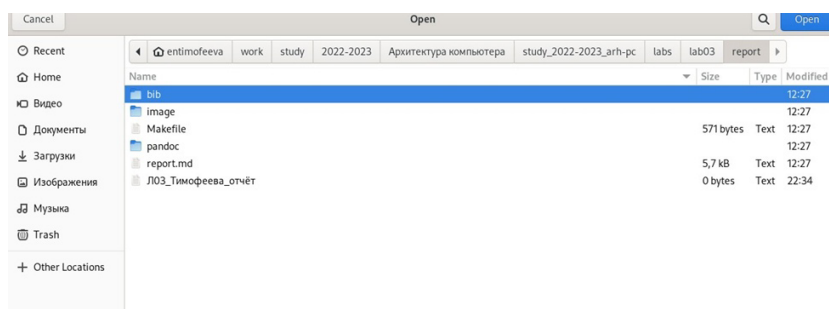 Cancel Open Open
Recent
Home
Видео
Документы
Загрузки
Изображения
Музыка
Trash
+ Other Locations
entimofeeva work study 2022-2023 Архитектура компьютера study_2022-2023_arh-pc labs lab03 report
Name Size Type Modified
bib 12:27
image 12:27
Makefile 571 bytes Text 12:27
pandoc 12:27
report.md 5,7 kB Text 12:27
Л03_Тимофеева_отчёт 0 bytes Text 22:34